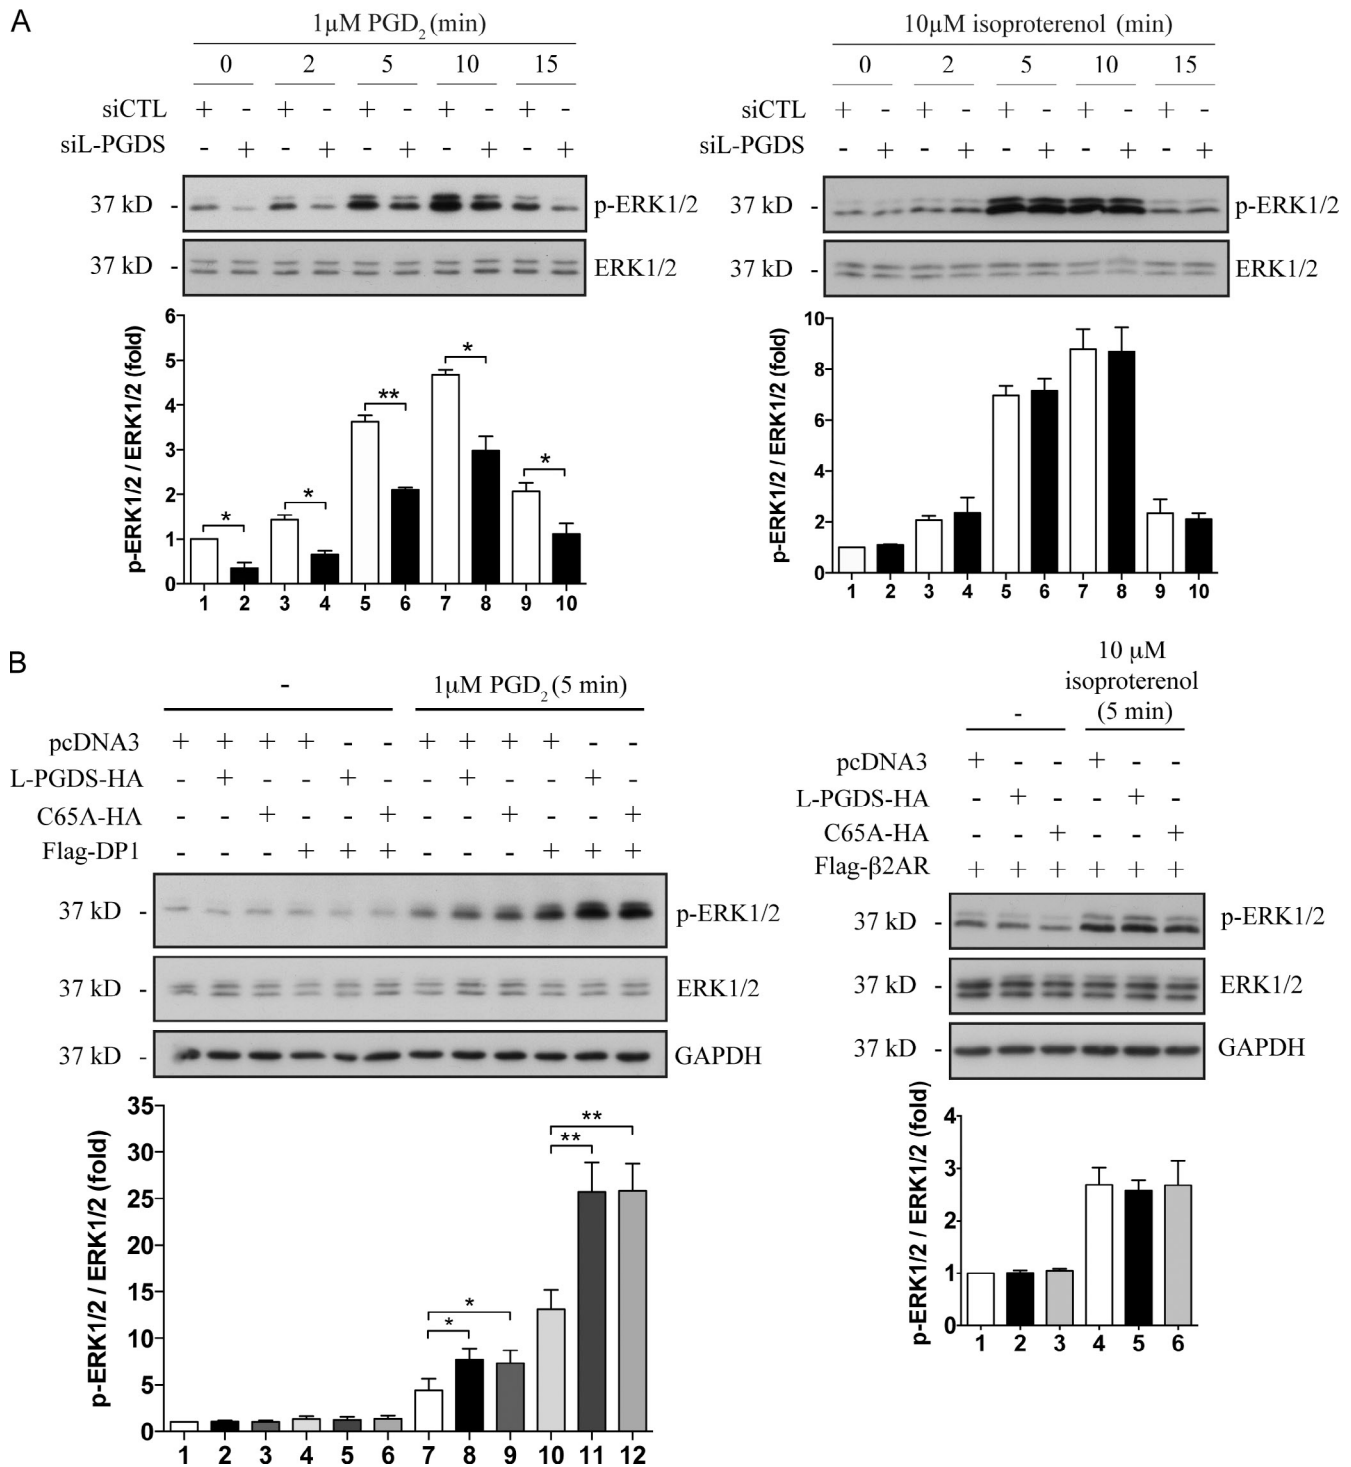 A
1μM PGD2 (min)
0 2 5 10 15
siCTL + - + - + - + - + -
siL-PGDS - + - + - + - + - +
37 kD - p-ERK1/2
37 kD - ERK1/2
p-ERK1/2 / ERK1/2 (fold)
6
5
4
3
2
1
0
* * ** * *
1 2 3 4 5 6 7 8 9 10
10μM isoproterenol (min)
0 2 5 10 15
siCTL + - + - + - + - + -
siL-PGDS - + - + - + - + - +
37 kD - p-ERK1/2
37 kD - ERK1/2
p-ERK1/2 / ERK1/2 (fold)
10
8
6
4
2
0
1 2 3 4 5 6 7 8 9 10
B
- 1μM PGD2 (5 min)
pcDNA3 + + + + - - + + + + - -
L-PGDS-HA - + - - + - - + - - + -
C65A-HA - - + - - + - - + - - +
Flag-DP1 - - - + + + - - - + + +
37 kD - p-ERK1/2
37 kD - ERK1/2
37 kD - GAPDH
p-ERK1/2 / ERK1/2 (fold)
35
30
25
20
15
10
5
0
* * ** **
1 2 3 4 5 6 7 8 9 10 11 12
10 μM
isoproterenol
- (5 min)
pcDNA3 + - - + - -
L-PGDS-HA - + - - + -
C65A-HA - - + - - +
Flag-β2AR + + + + + +
37 kD - p-ERK1/2
37 kD - ERK1/2
37 kD - GAPDH
p-ERK1/2 / ERK1/2 (fold)
4
3
2
1
0
1 2 3 4 5 6